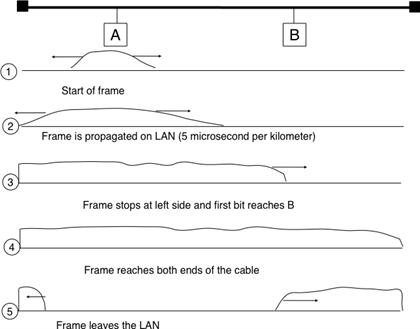 A B
1
Start of frame
2
Frame is propagated on LAN (5 microsecond per kilometer)
3
Frame stops at left side and first bit reaches B
4
Frame reaches both ends of the cable
5
Frame leaves the LAN